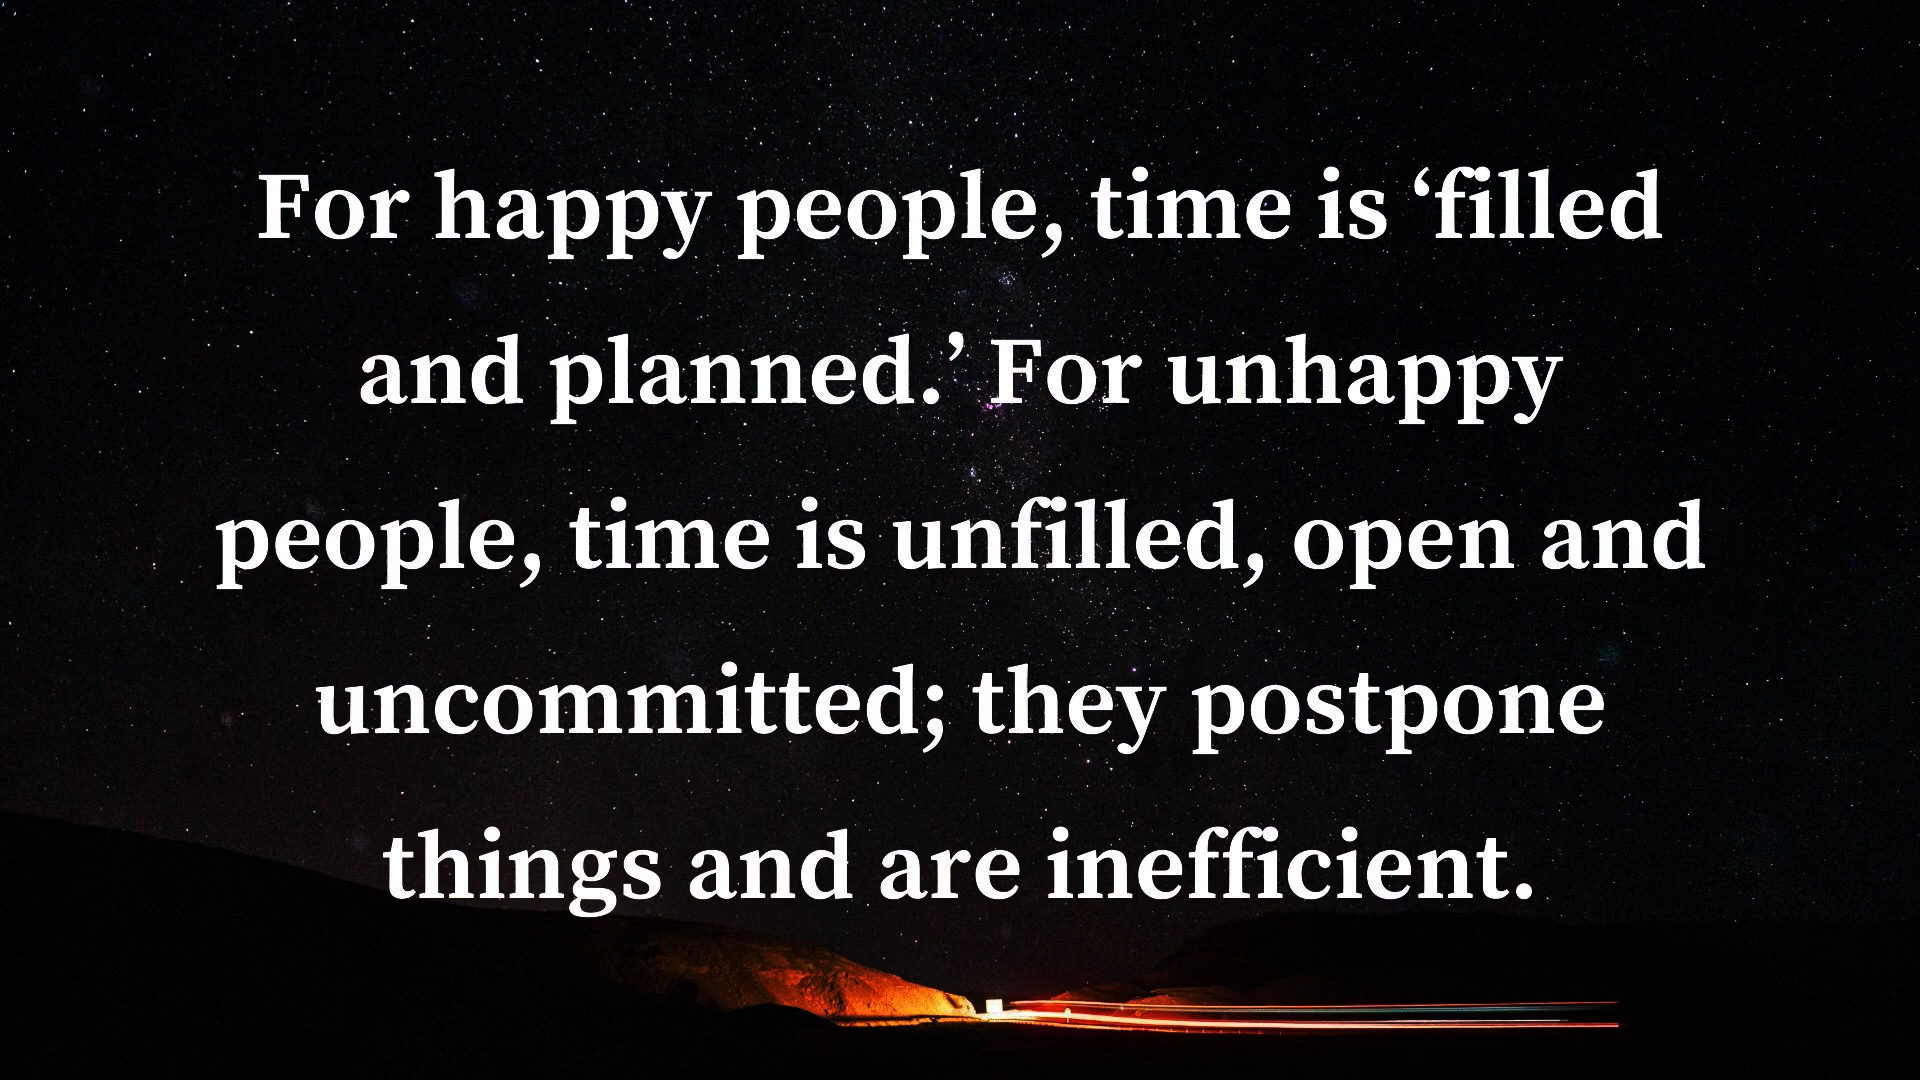 For happy people, time is ‘filled
and planned.’ For unhappy
people, time is unfilled, open and
uncommitted; they postpone
things and are inefficient.